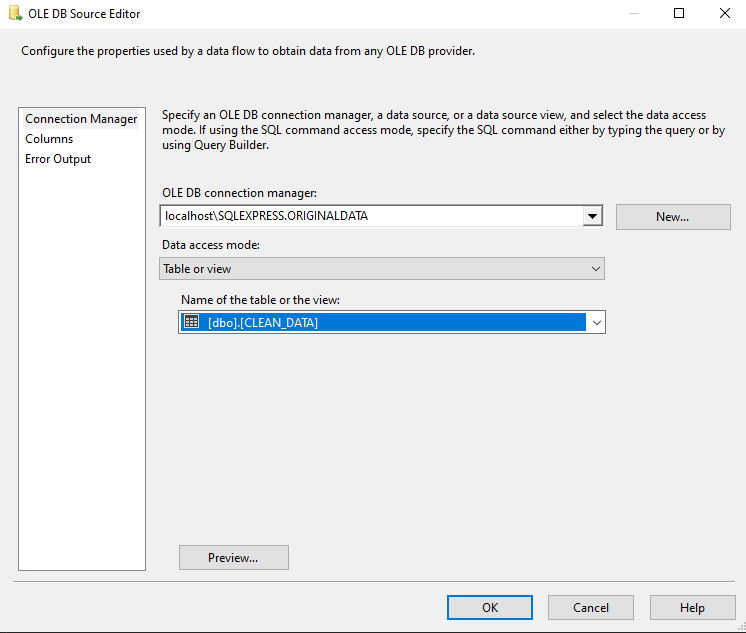 OLE DB Source Editor
Configure the properties used by a data flow to obtain data from any OLE DB provider.
Connection Manager
Columns
Error Output
Specify an OLE DB connection manager, a data source, or a data source view, and select the data access
mode. If using the SQL command access mode, specify the SQL command either by typing the query or by
using Query Builder.
OLE DB connection manager:
localhost\SQLEXPRESS.ORIGINALDATA
New...
Data access mode:
Table or view
Name of the table or the view:
[dbo].[CLEAN_DATA]
Preview...
OK
Cancel
Help